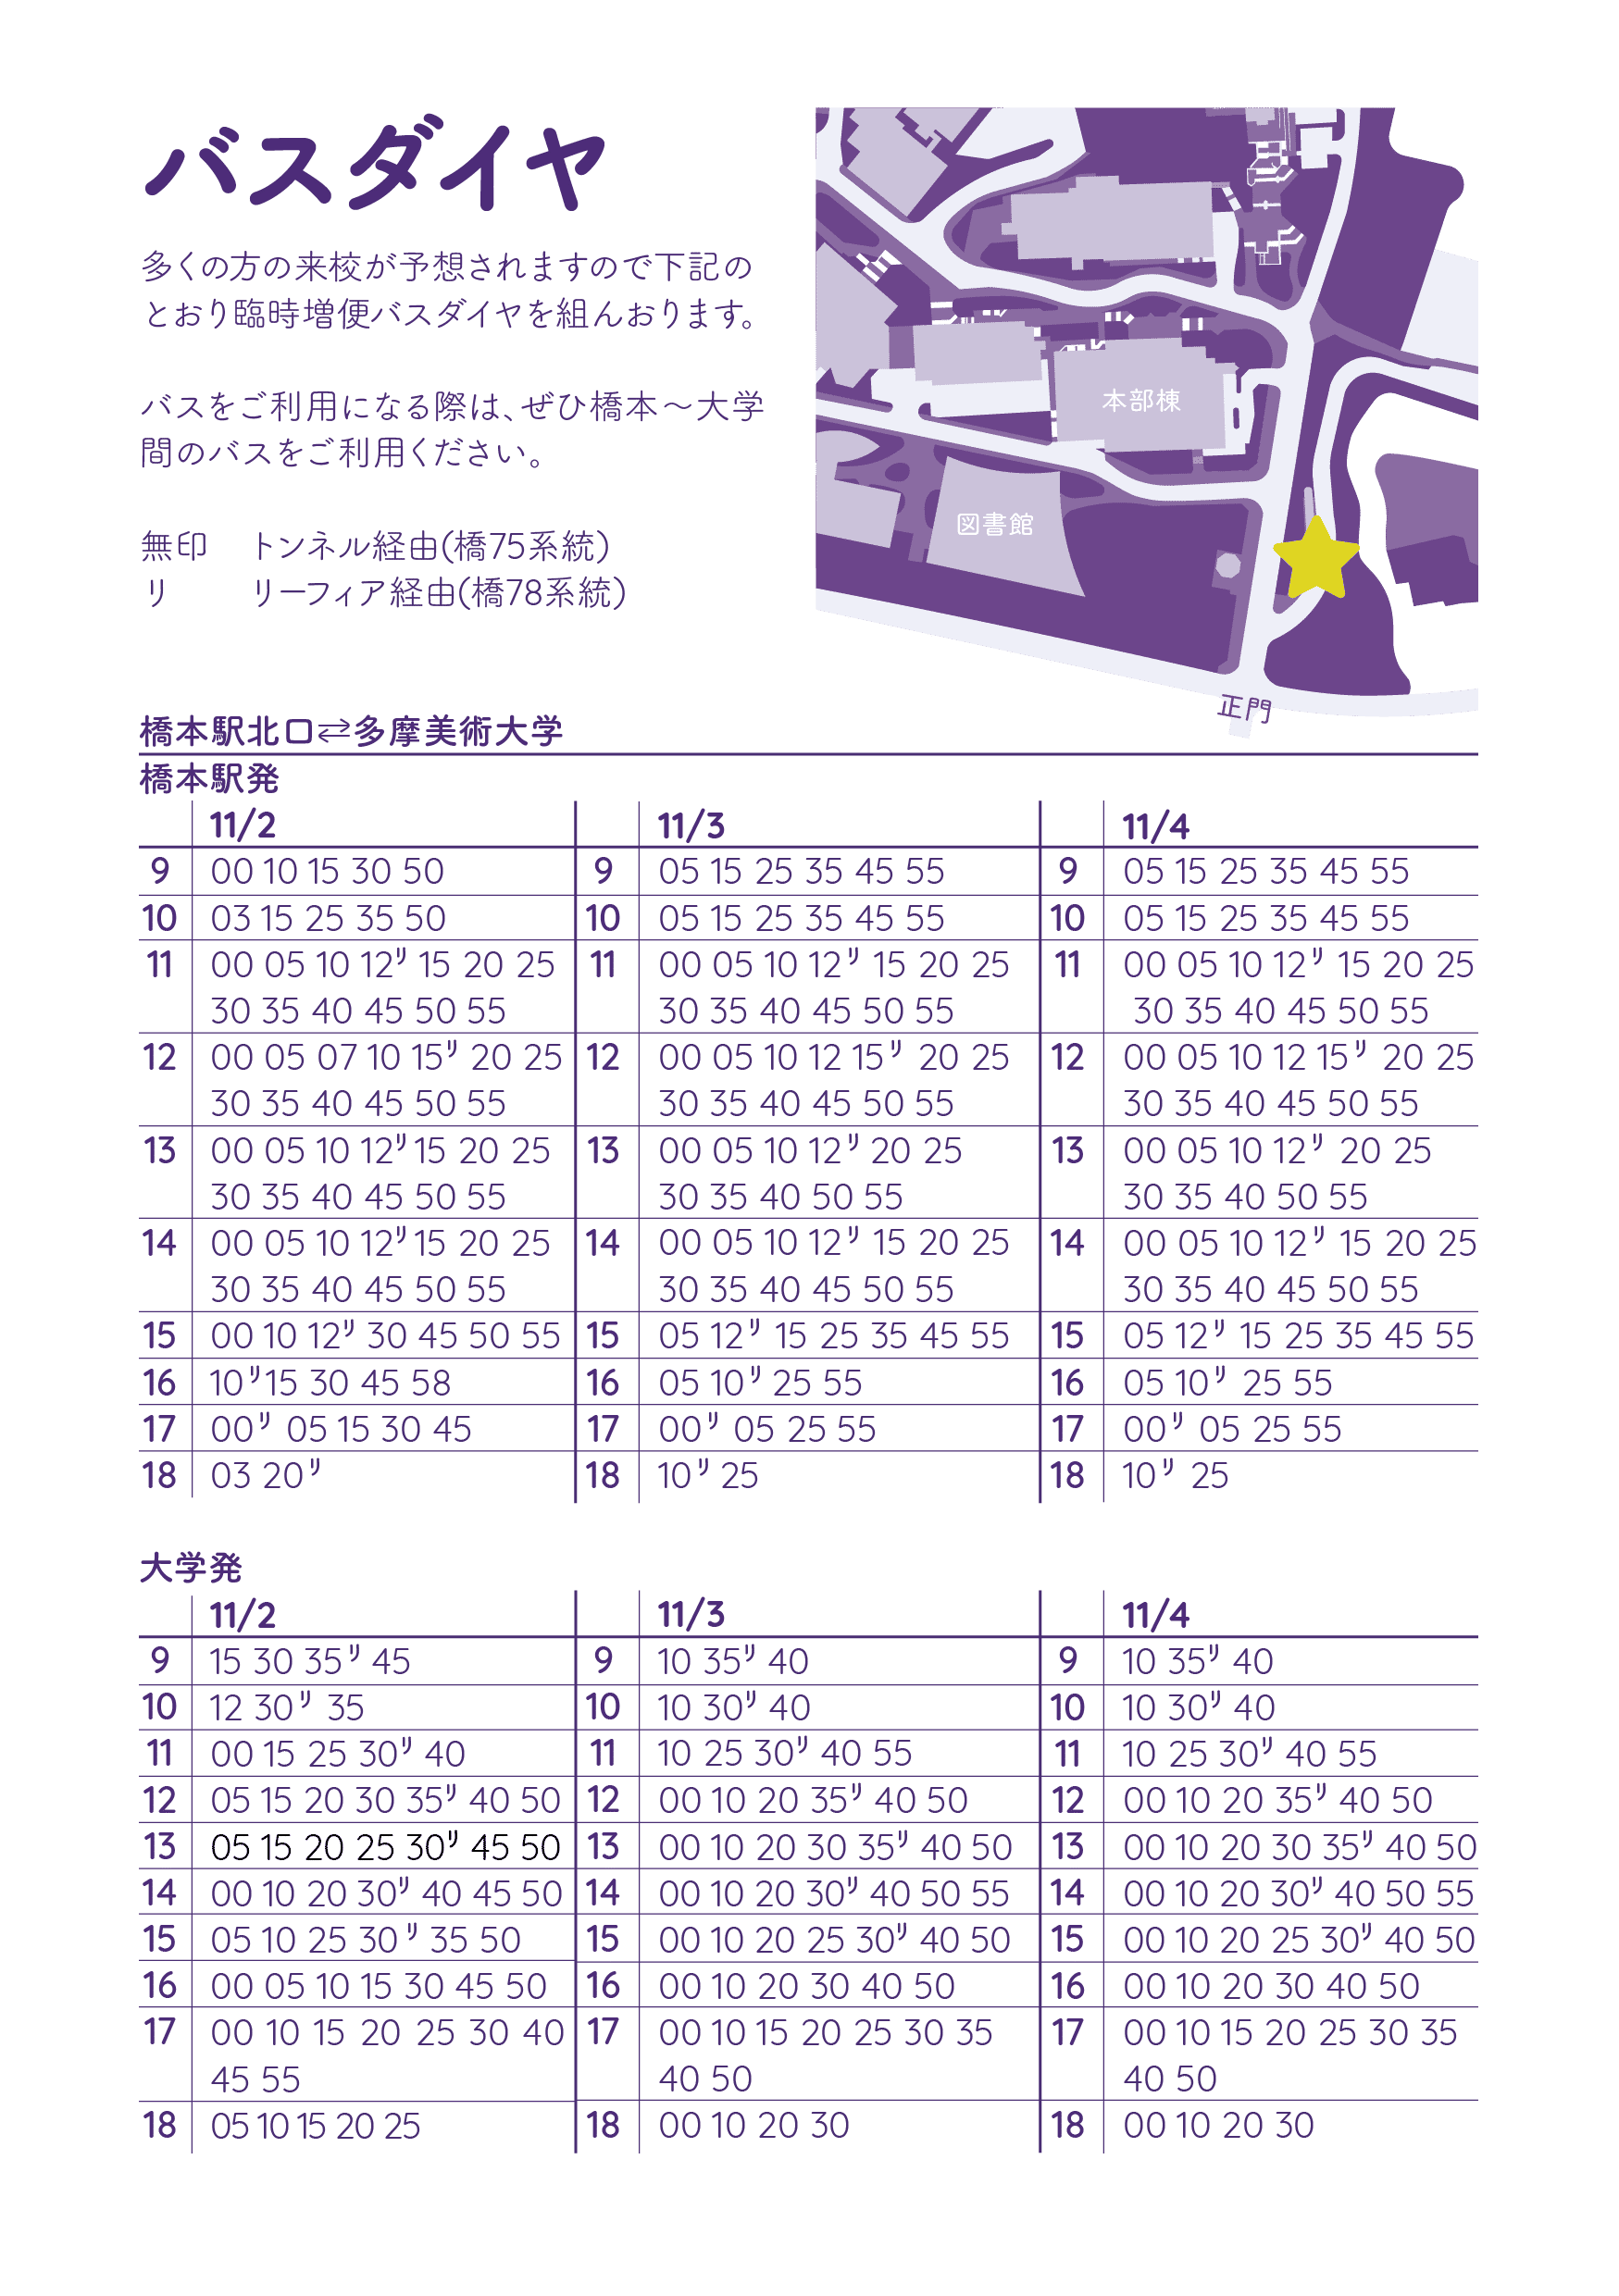 バスダイヤ
多くの方の来校が予想されますので下記の
とおり臨時増便バスダイヤを組んおります。
バスをご利用になる際は、ぜひ橋本〜大学
間のバスをご利用ください。
無印 トンネル経由(橋75系統)
リ リーフィア経由(橋78系統)
本部棟
図書館
正門
橋本駅北口⇄多摩美術大学
橋本駅発
11/2 11/3 11/4
9 00 10 15 30 50 9 05 15 25 35 45 55 9 05 15 25 35 45 55
10 03 15 25 35 50 10 05 15 25 35 45 55 10 05 15 25 35 45 55
11 00 05 10 12リ 15 20 25 11 00 05 10 12リ 15 20 25 11 00 05 10 12リ 15 20 25
30 35 40 45 50 55 30 35 40 45 50 55 30 35 40 45 50 55
12 00 05 07 10 15リ 20 25 12 00 05 10 12 15リ 20 25 12 00 05 10 12 15リ 20 25
30 35 40 45 50 55 30 35 40 45 50 55 30 35 40 45 50 55
13 00 05 10 12リ 15 20 25 13 00 05 10 12リ 20 25 13 00 05 10 12リ 20 25
30 35 40 45 50 55 30 35 40 50 55 30 35 40 50 55
14 00 05 10 12リ 15 20 25 14 00 05 10 12リ 15 20 25 14 00 05 10 12リ 15 20 25
30 35 40 45 50 55 30 35 40 45 50 55 30 35 40 45 50 55
15 00 10 12リ 30 45 50 55 15 05 12リ 15 25 35 45 55 15 05 12リ 15 25 35 45 55
16 10リ 15 30 45 58 16 05 10リ 25 55 16 05 10リ 25 55
17 00リ 05 15 30 45 17 00リ 05 25 55 17 00リ 05 25 55
18 03 20リ 18 10リ 25 18 10リ 25
大学発
11/2 11/3 11/4
9 15 30 35リ 45 9 10 35リ 40 9 10 35リ 40
10 12 30リ 35 10 10 30リ 40 10 10 30リ 40
11 00 15 25 30リ 40 11 10 25 30リ 40 55 11 10 25 30リ 40 55
12 05 15 20 30 35リ 40 50 12 00 10 20 35リ 40 50 12 00 10 20 35リ 40 50
13 05 15 20 25 30リ 45 50 13 00 10 20 30 35リ 40 50 13 00 10 20 30 35リ 40 50
14 00 10 20 30リ 40 45 50 14 00 10 20 30リ 40 50 55 14 00 10 20 30リ 40 50 55
15 05 10 25 30リ 35 50 15 00 10 20 25 30リ 40 50 15 00 10 20 25 30リ 40 50
16 00 05 10 15 30 45 50 16 00 10 20 30 40 50 16 00 10 20 30 40 50
17 00 10 15 20 25 30 40 17 00 10 15 20 25 30 35 17 00 10 15 20 25 30 35
45 55 40 50 40 50
18 05 10 15 20 25 18 00 10 20 30 18 00 10 20 30